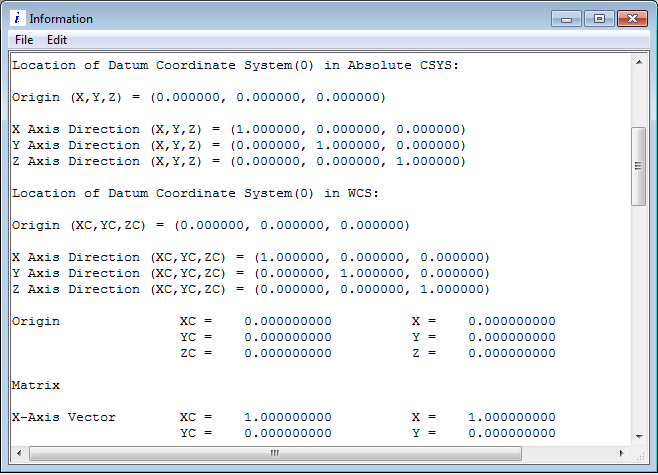 Information
File Edit
Location of Datum Coordinate System(0) in Absolute CSYS:
Origin (X,Y,Z) = (0.000000, 0.000000, 0.000000)
X Axis Direction (X,Y,Z) = (1.000000, 0.000000, 0.000000)
Y Axis Direction (X,Y,Z) = (0.000000, 1.000000, 0.000000)
Z Axis Direction (X,Y,Z) = (0.000000, 0.000000, 1.000000)
Location of Datum Coordinate System(0) in WCS:
Origin (XC,YC,ZC) = (0.000000, 0.000000, 0.000000)
X Axis Direction (XC,YC,ZC) = (1.000000, 0.000000, 0.000000)
Y Axis Direction (XC,YC,ZC) = (0.000000, 1.000000, 0.000000)
Z Axis Direction (XC,YC,ZC) = (0.000000, 0.000000, 1.000000)
Origin XC = 0.000000000 X = 0.000000000
YC = 0.000000000 Y = 0.000000000
ZC = 0.000000000 Z = 0.000000000
Matrix
X-Axis Vector XC = 1.000000000 X = 1.000000000
YC = 0.000000000 Y = 0.000000000